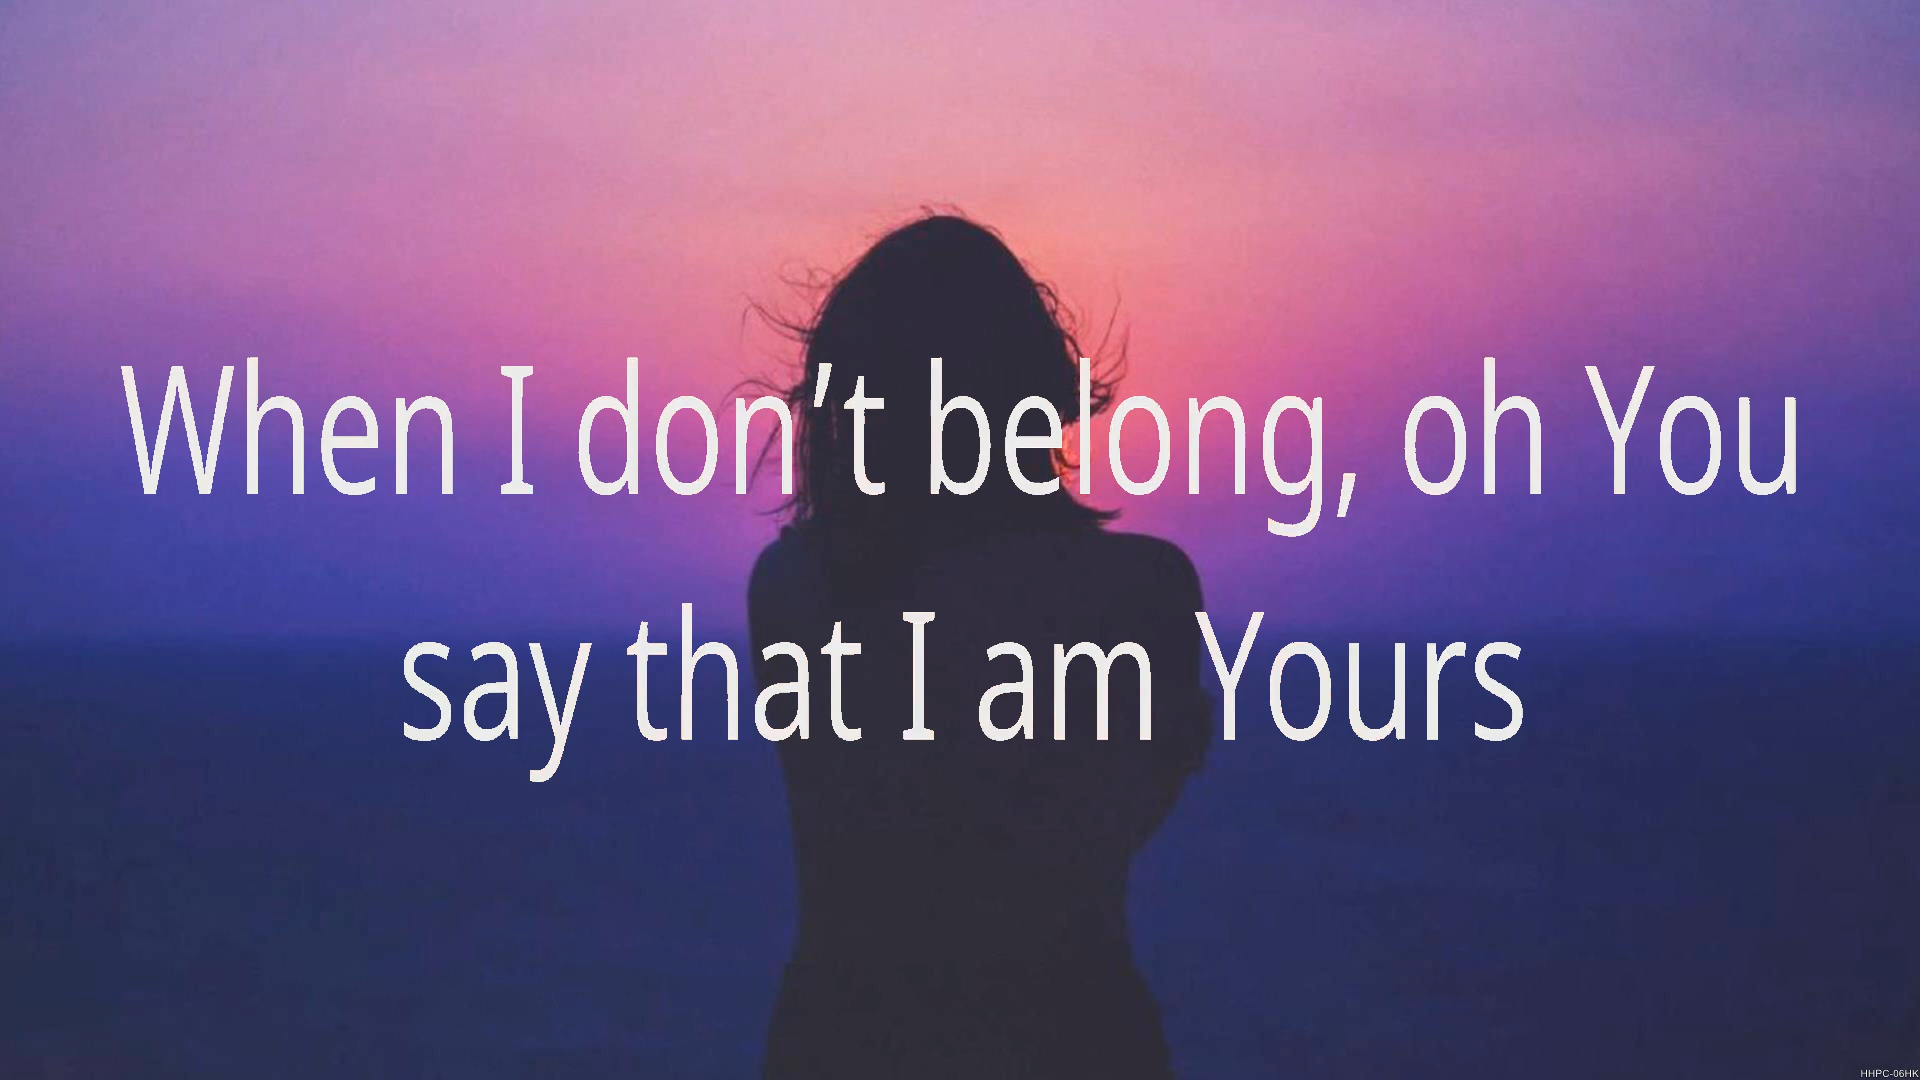 When I don’t belong, oh You
say that I am Yours
HHPC-06HK